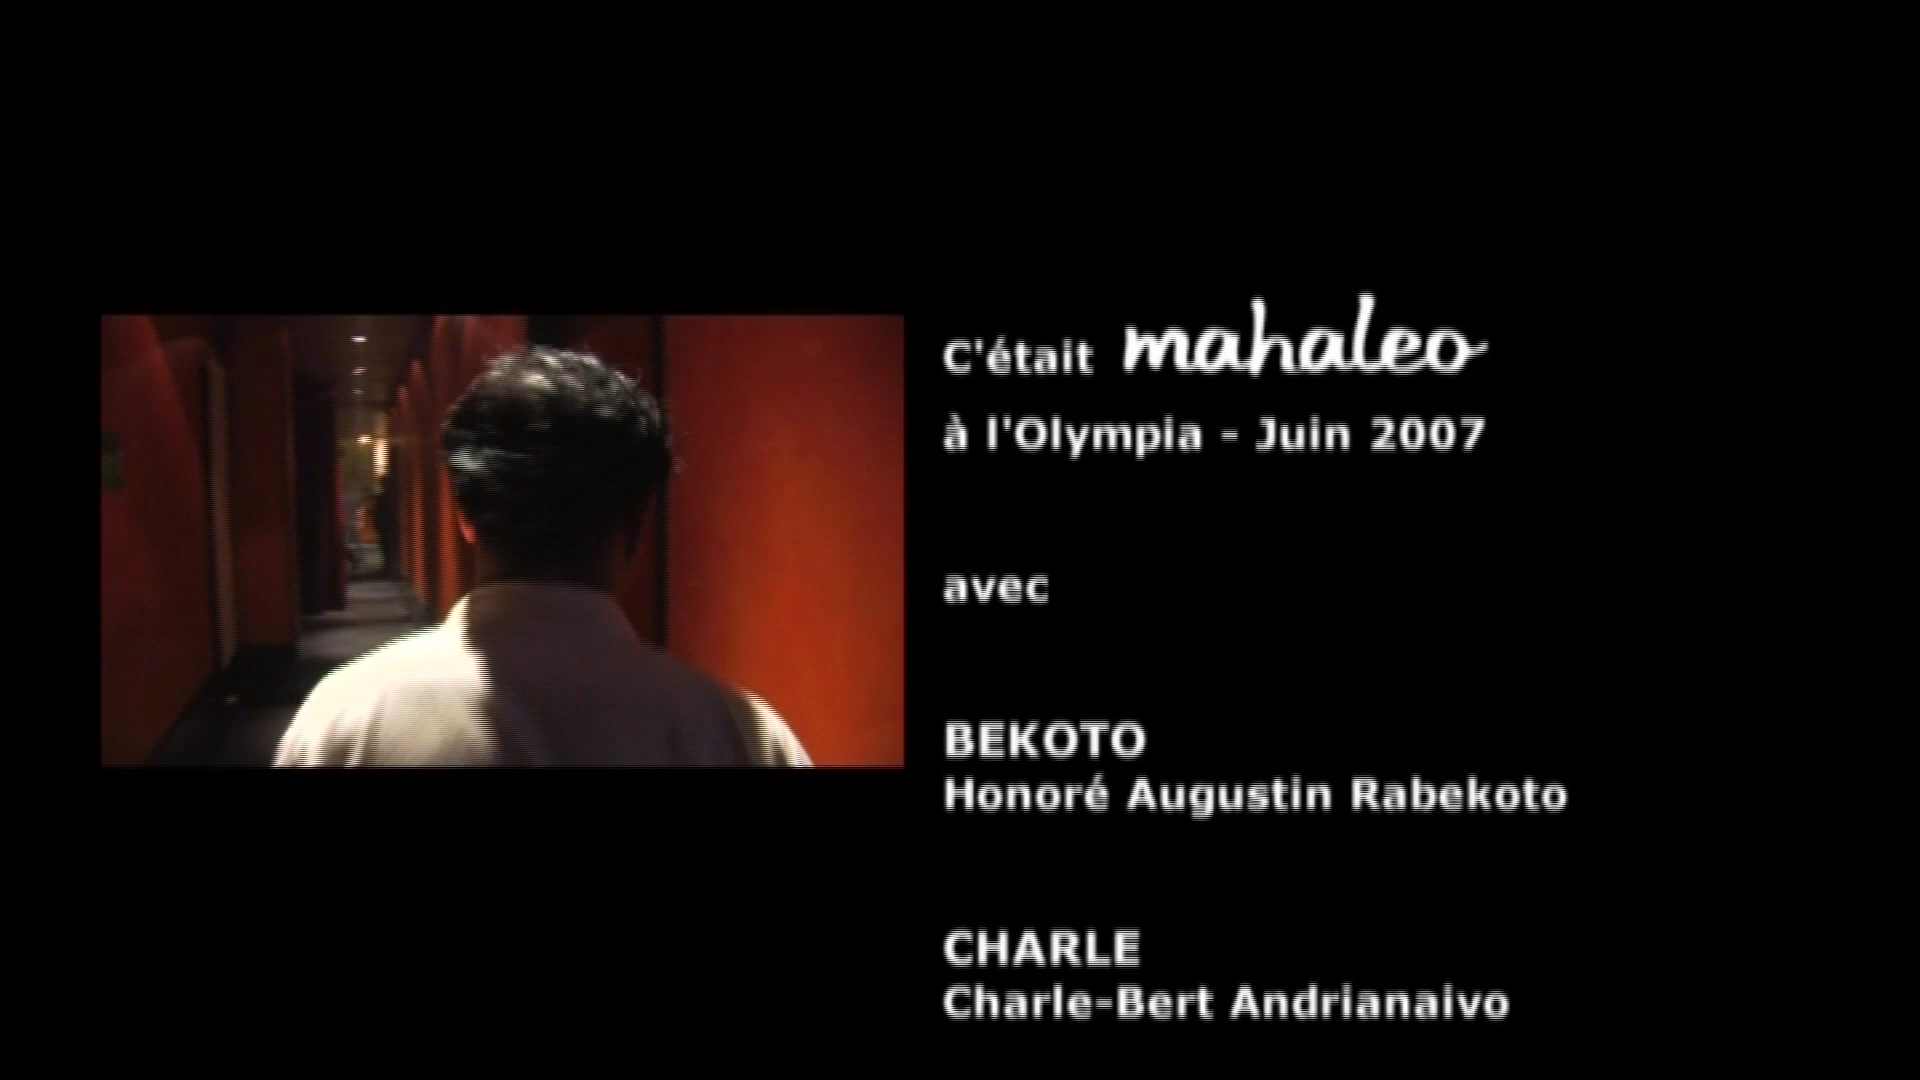 C'était mahaleo
à l'Olympia - Juin 2007
avec
BEKOTO
Honoré Augustin Rabekoto
CHARLE
Charle-Bert Andrianaivo